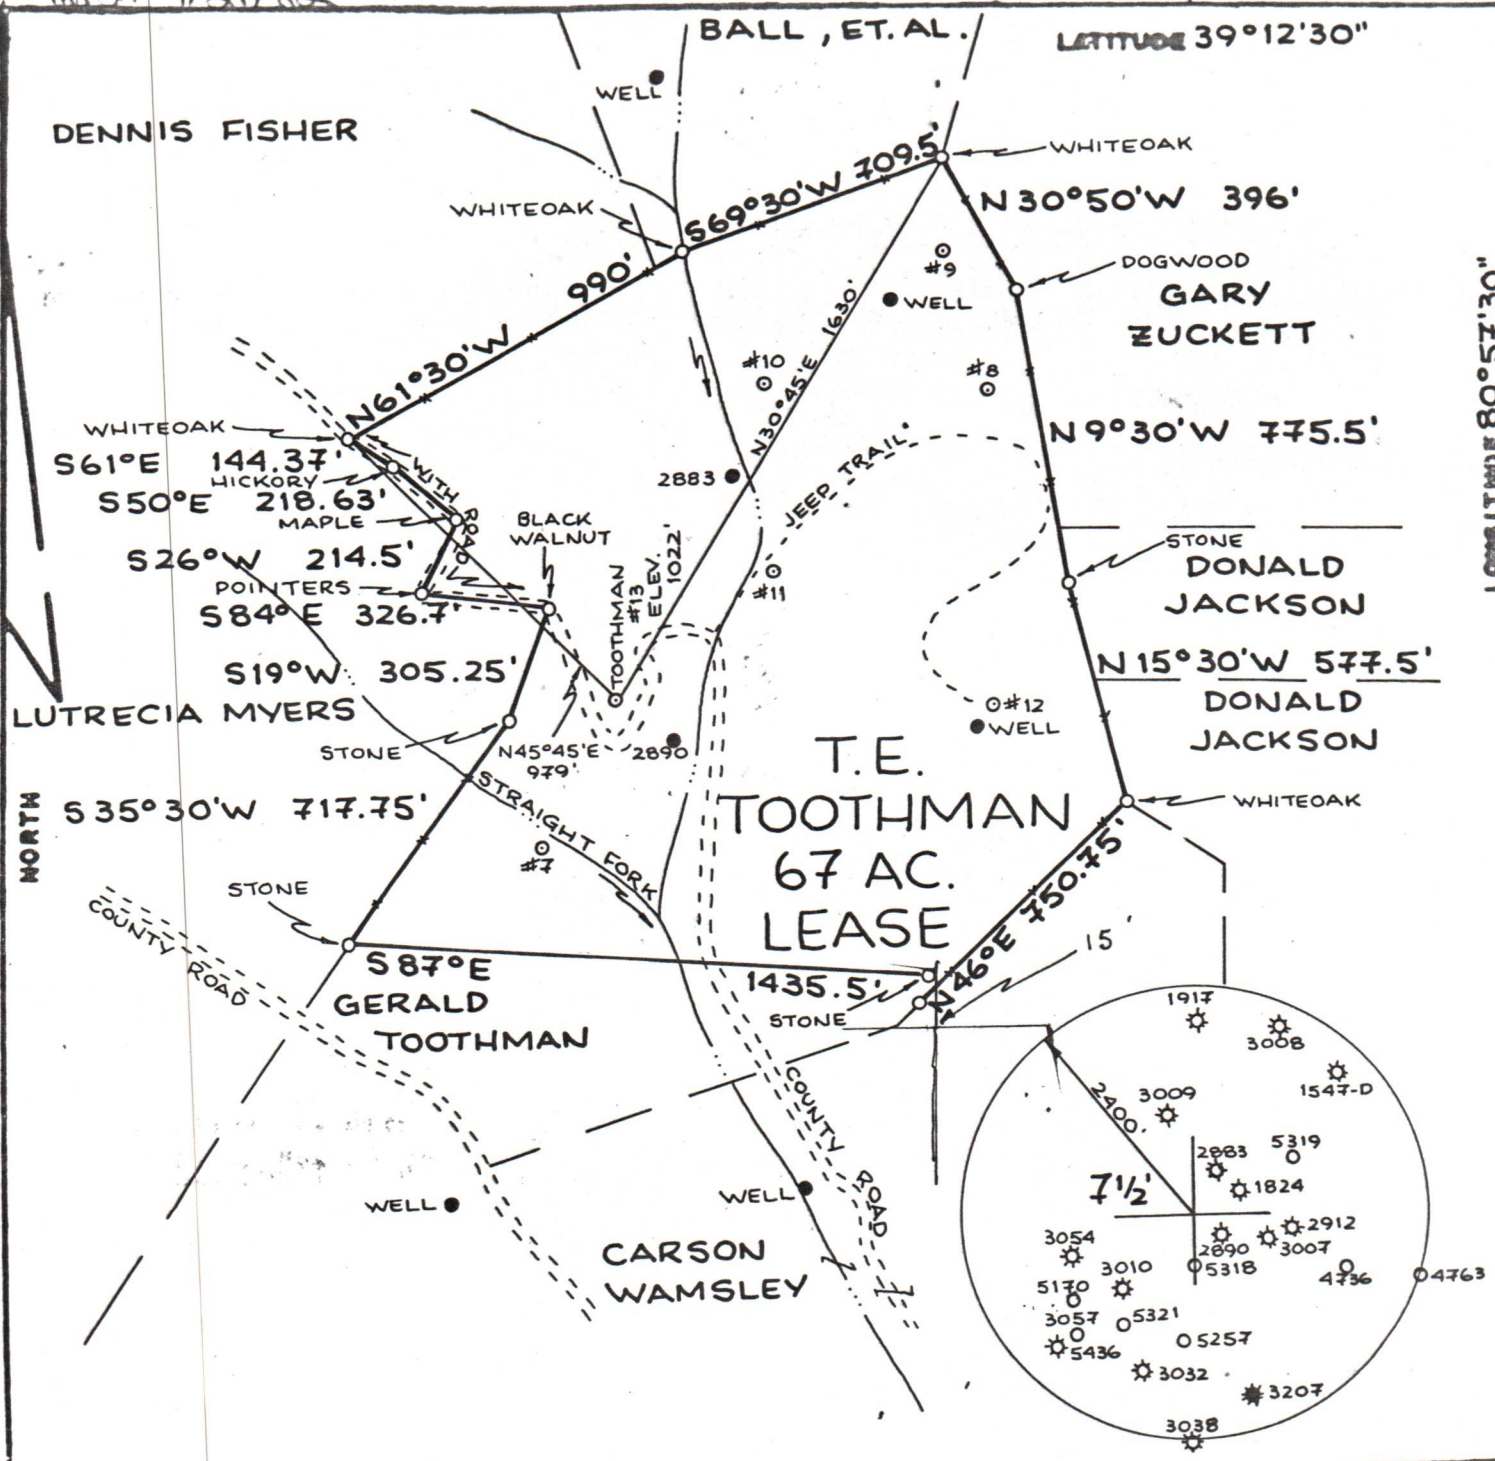 BALL, ET. AL.
LATITUDE 39°12'30"
WELL
DENNIS FISHER
WHITEOAK
S69°30'W 709.5'
WHITEOAK
N30°50'W 396'
990'
#9
DOGWOOD
WELL
GARY
ZUCKETT
LONGITUDE 80°57'30"
N61°30'W
1630'
N30°45'E
#10
#8
WHITEOAK
S61°E 144.37'
HICKORY
WITH ROAD
N9°30'W 775.5'
S50°E 218.63'
MAPLE
2883
JEEP TRAIL
BLACK
WALNUT
S26°W 214.5'
STONE
POINTERS
DONALD
JACKSON
S84°E 326.7'
TOOTHMAN
#13
ELEV.
1022'
#11
S19°W 305.25'
N15°30'W 577.5'
LUTRECIA MYERS
#12
WELL
DONALD
JACKSON
STONE
N45°45'E
979'
2890
T.E.
TOOTHMAN
67 AC.
LEASE
NORTH
S35°30'W 717.75'
STRAIGHT FORK
#7
WHITEOAK
STONE
COUNTY ROAD
N46°E 750.75'
15'
S87°E
1435.5'
STONE
GERALD
TOOTHMAN
COUNTY ROAD
WELL
WELL
CARSON
WAMSLEY
1917
3008
1547-D
2400'
3009
2883
5319
1824
7 1/2'
2912
3054
2890
3007
5318
3010
4736
4763
5170
3057
5321
5436
5257
3032
3207
3038